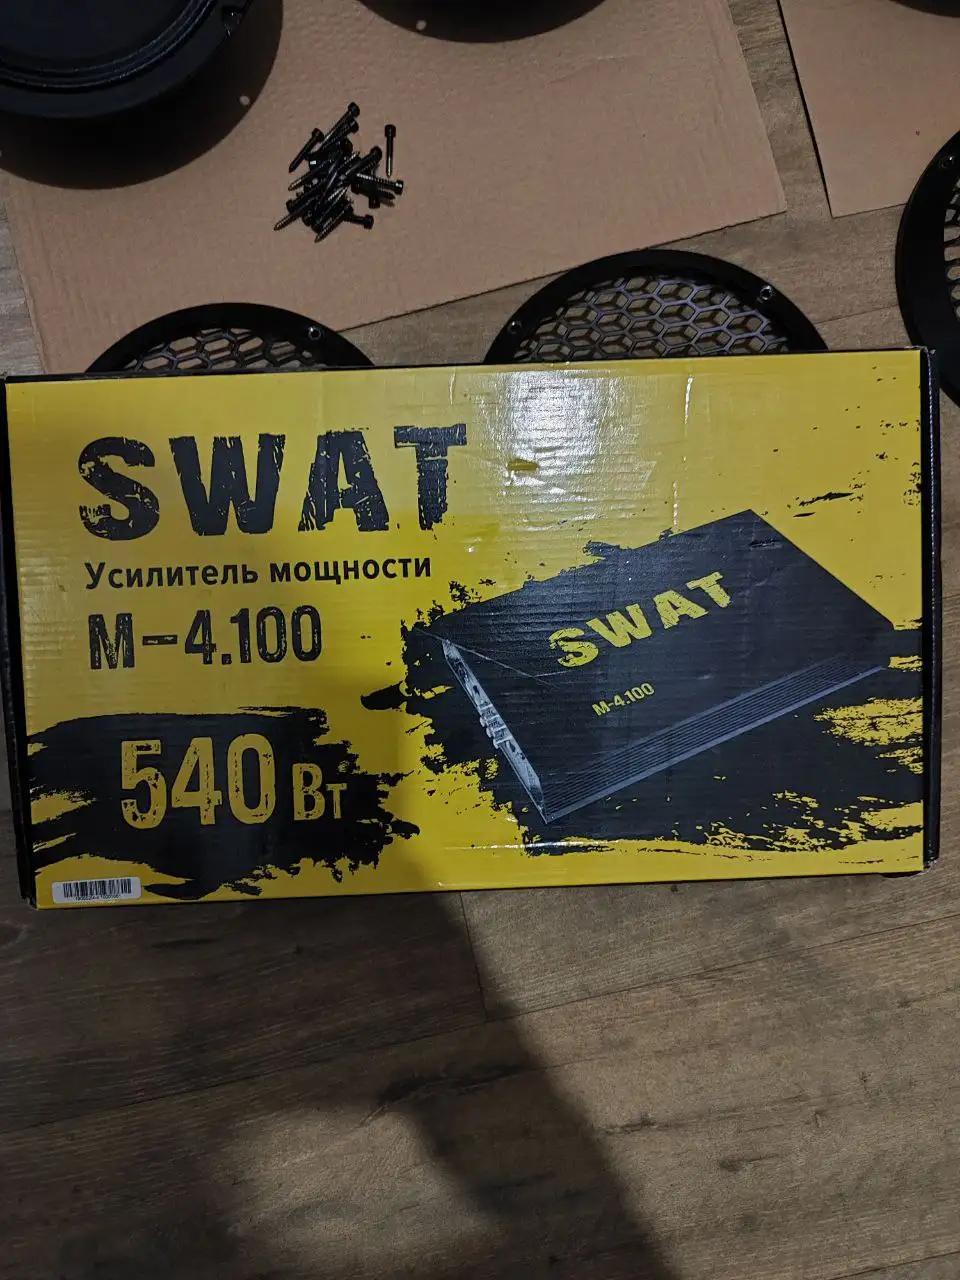 SWAT
Усилитель мощности
М-4.100
540 Вт
SWAT
М-4.100